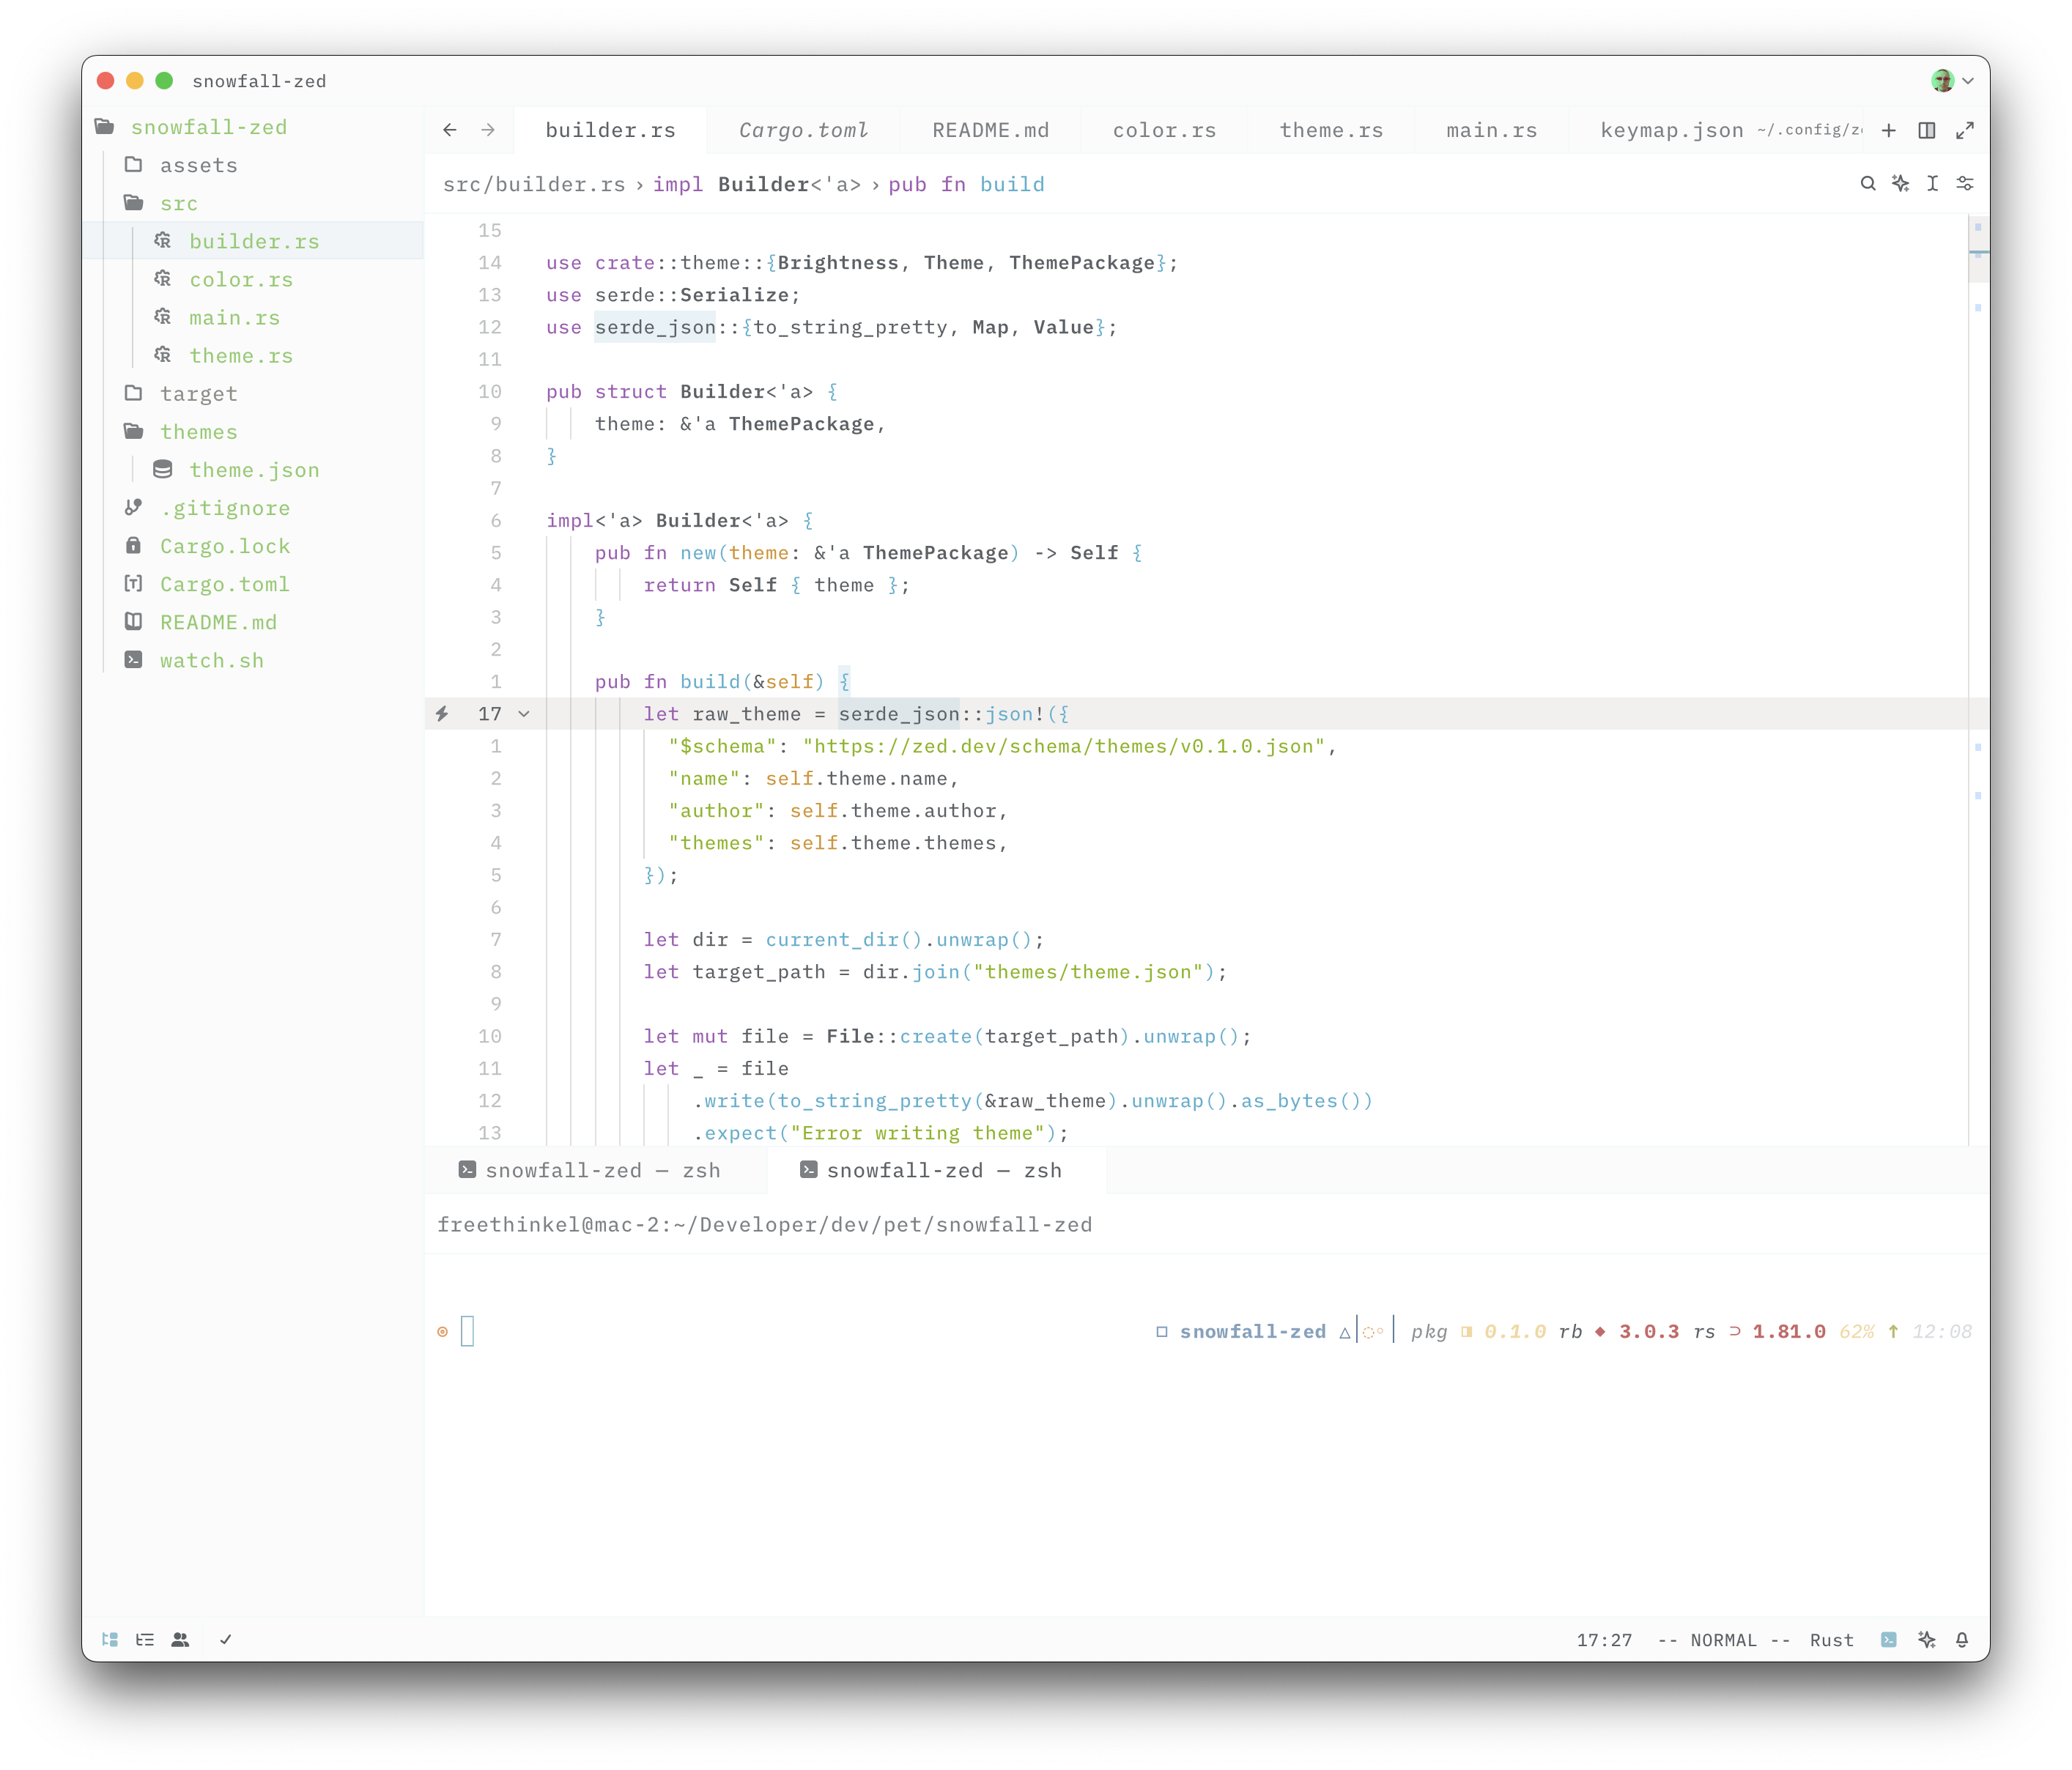 snowfall-zed
snowfall-zed
assets
src
builder.rs
color.rs
main.rs
theme.rs
target
themes
theme.json
.gitignore
Cargo.lock
Cargo.toml
README.md
watch.sh
builder.rs Cargo.toml README.md color.rs theme.rs main.rs keymap.json ~/.config/z
src/builder.rs › impl Builder<'a> › pub fn build
15
14 use crate::theme::{Brightness, Theme, ThemePackage};
13 use serde::Serialize;
12 use serde_json::{to_string_pretty, Map, Value};
11
10 pub struct Builder<'a> {
9 theme: &'a ThemePackage,
8 }
7
6 impl<'a> Builder<'a> {
5 pub fn new(theme: &'a ThemePackage) -> Self {
4 return Self { theme };
3 }
2
1 pub fn build(&self) {
17 let raw_theme = serde_json::json!({
1 "$schema": "https://zed.dev/schema/themes/v0.1.0.json",
2 "name": self.theme.name,
3 "author": self.theme.author,
4 "themes": self.theme.themes,
5 });
6
7 let dir = current_dir().unwrap();
8 let target_path = dir.join("themes/theme.json");
9
10 let mut file = File::create(target_path).unwrap();
11 let _ = file
12 .write(to_string_pretty(&raw_theme).unwrap().as_bytes())
13 .expect("Error writing theme");
snowfall-zed — zsh snowfall-zed — zsh
freethinkel@mac-2:~/Developer/dev/pet/snowfall-zed
snowfall-zed △ pkg 0.1.0 rb ◆ 3.0.3 rs ⊃ 1.81.0 62% ↑ 12:08
17:27 -- NORMAL -- Rust